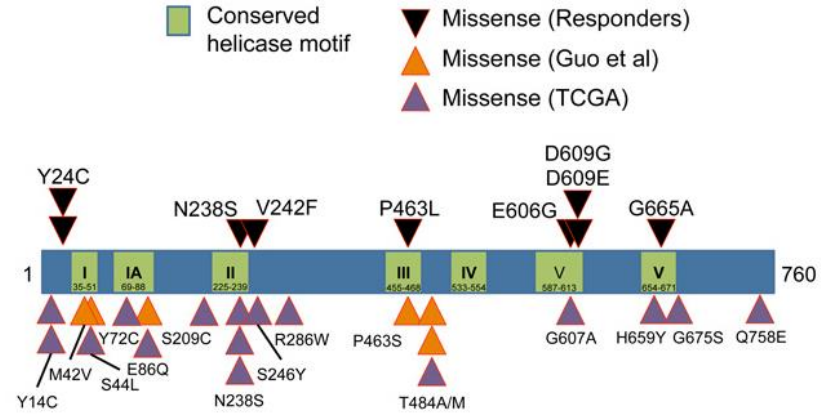 Conserved
helicase motif
Missense (Responders)
Missense (Guo et al)
Missense (TCGA)
D609G
D609E
Y24C
N238S
V242F
P463L
E606G
G665A
1
I
IA
II
III
IV
V
V
760
35-51
69-88
225-239
455-468
533-554
587-613
654-671
Y72C
S209C
R286W
P463S
G607A
H659Y
G675S
Q758E
M42V
E86Q
S246Y
S44L
Y14C
N238S
T484A/M